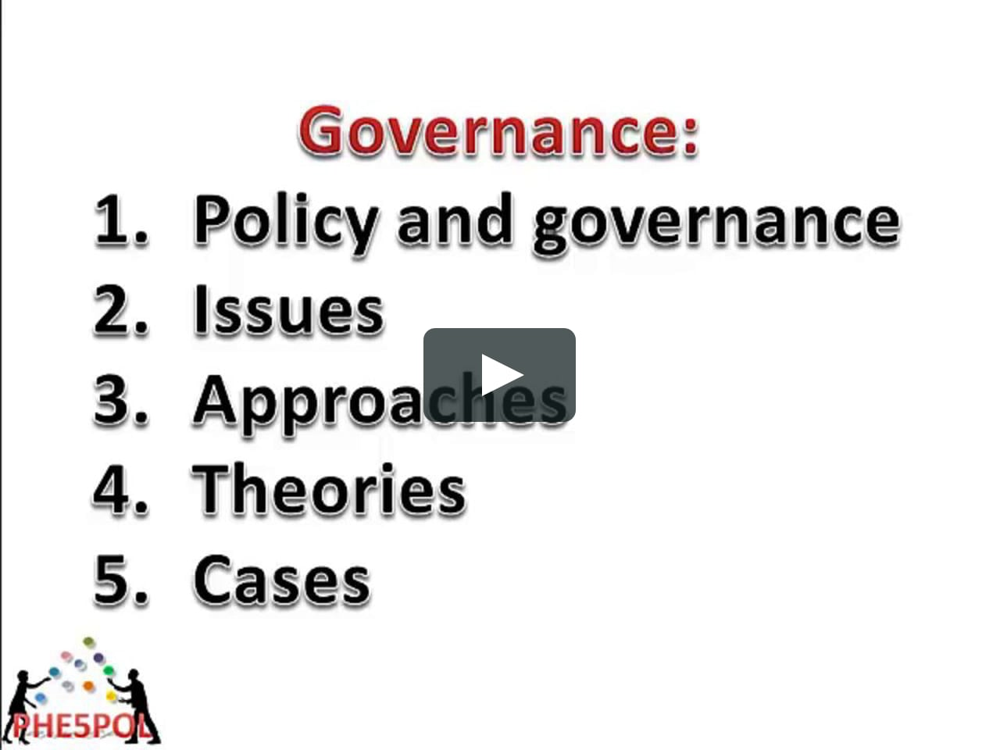 Governance:
1. Policy and governance
2. Issues
3. Approaches
4. Theories
5. Cases
PHE5POL